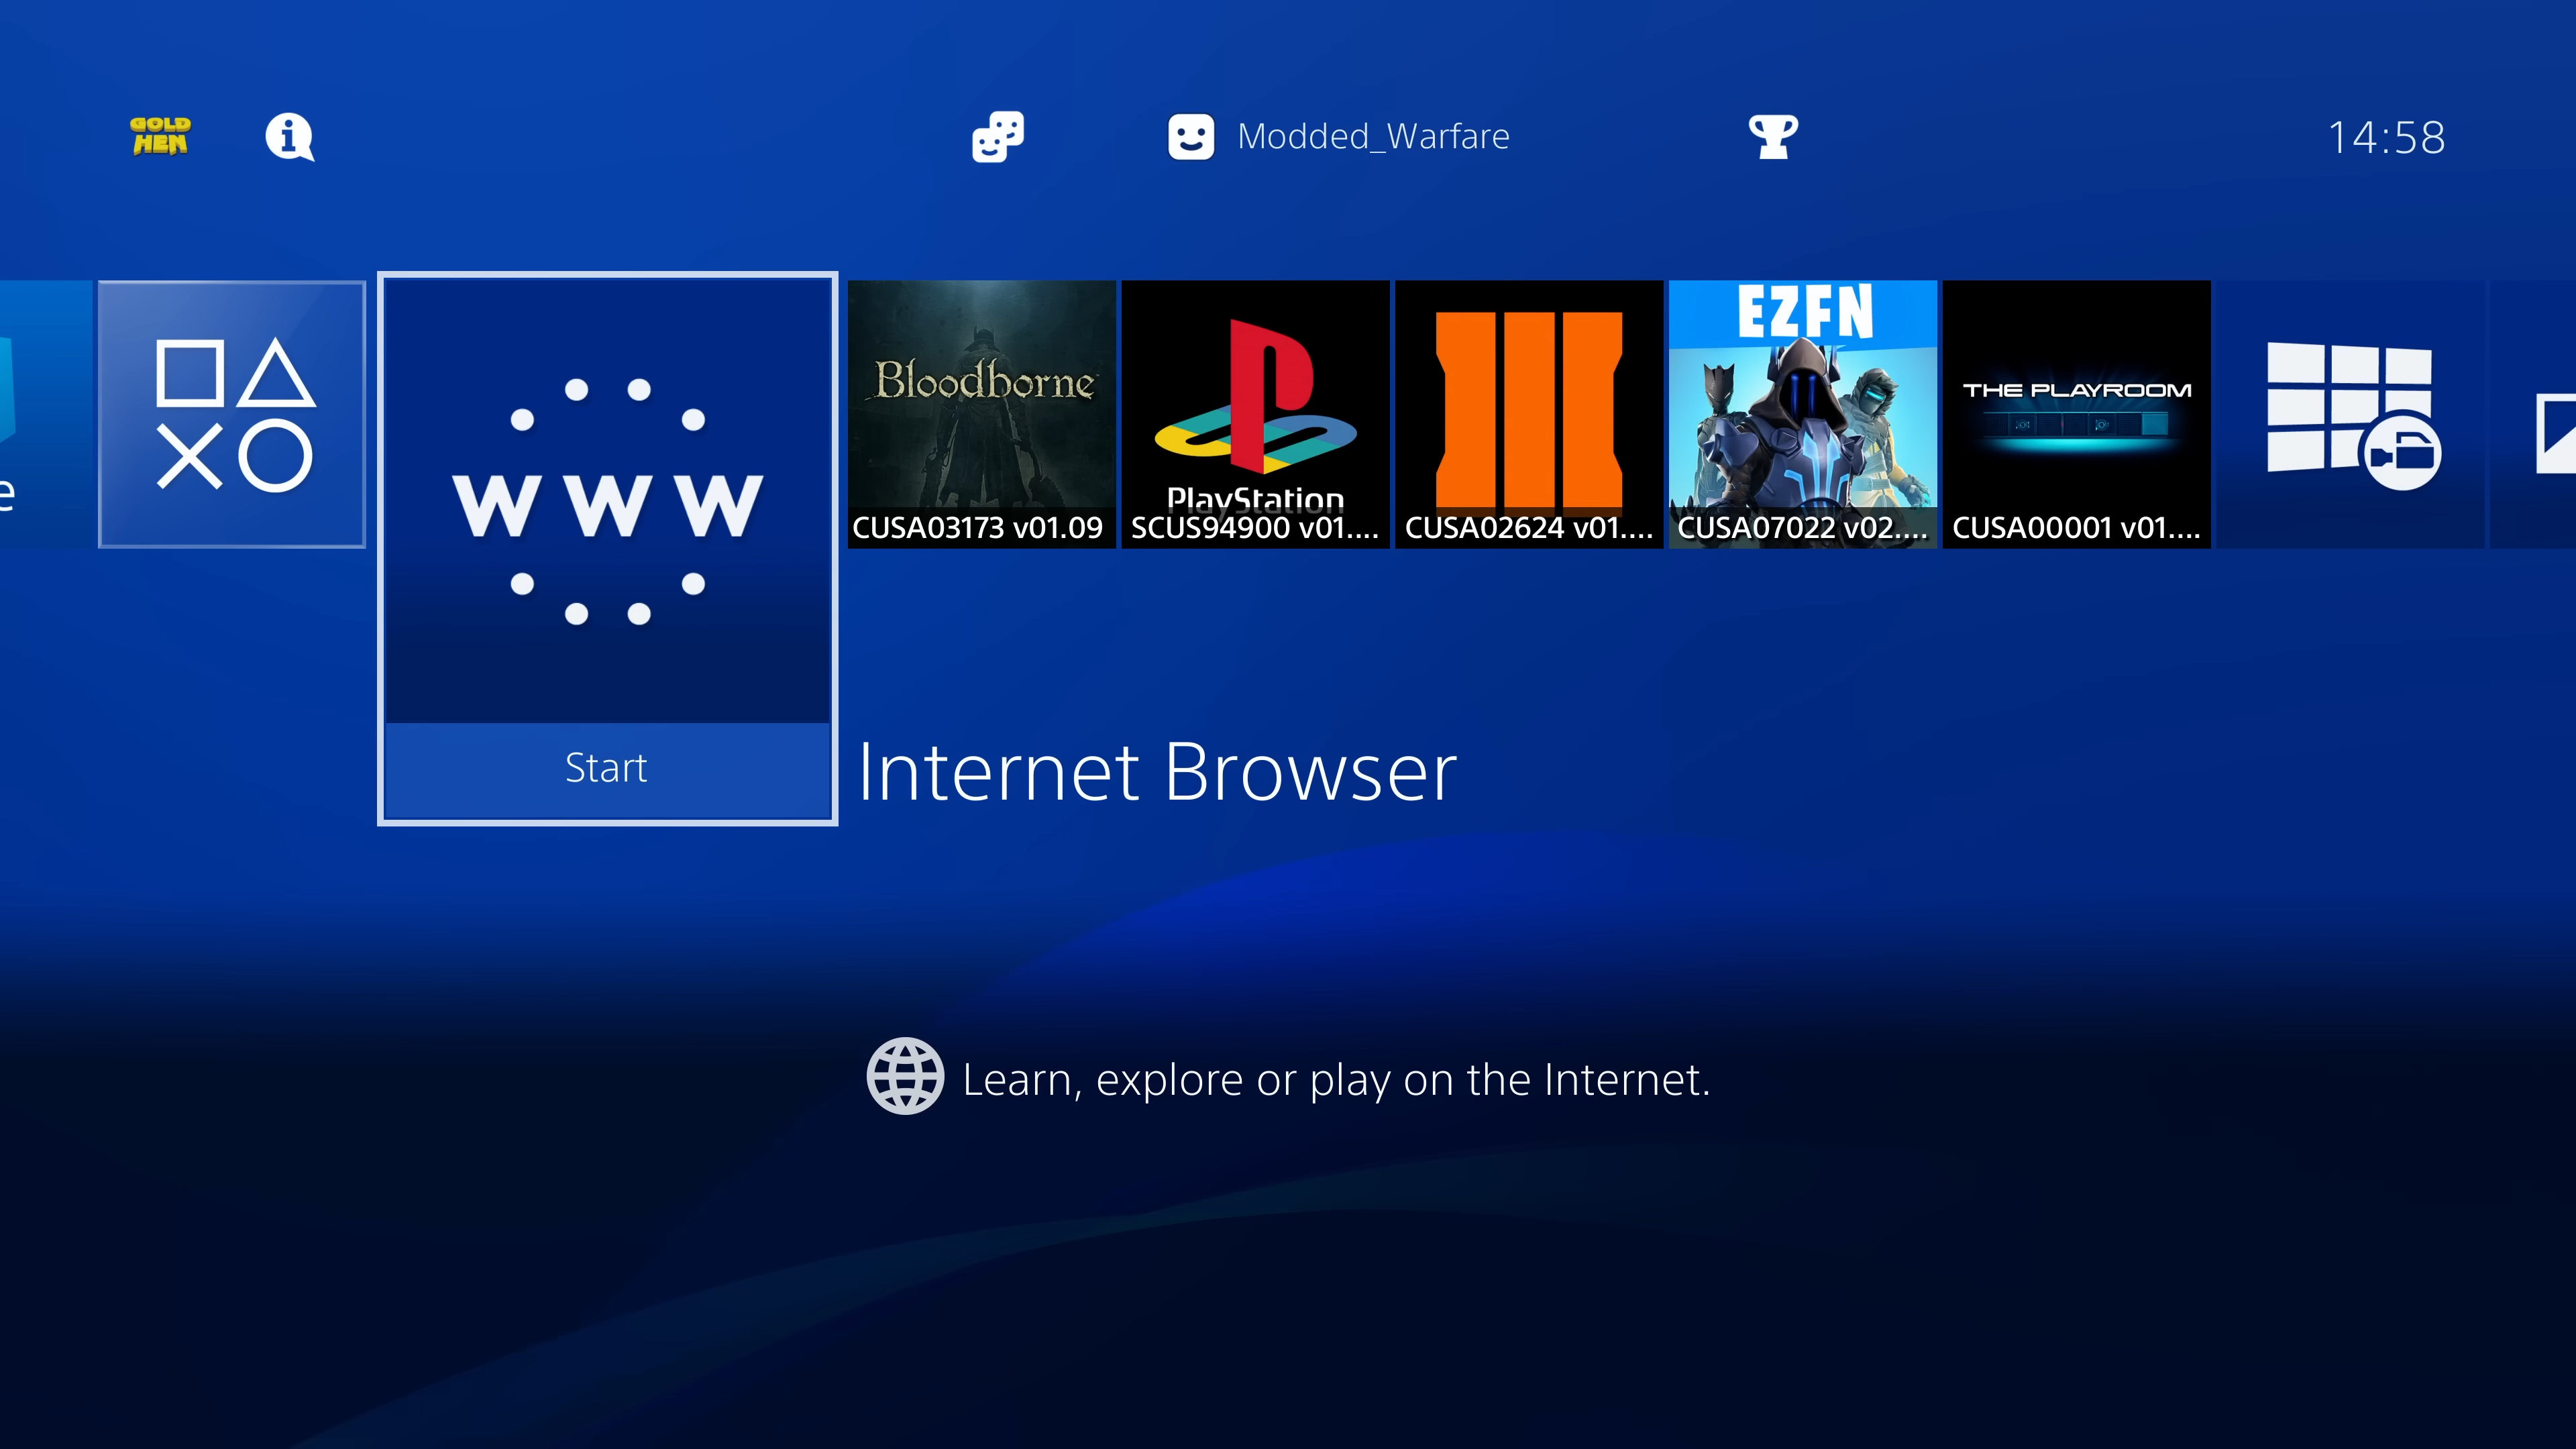 GOLD
HEN
Modded_Warfare
14:58
e
WWW
Bloodborne
CUSA03173 v01.09
PlayStation
SCUS94900 v01....
CUSA02624 v01....
EZFN
CUSA07022 v02....
THE PLAYROOM
CUSA00001 v01....
Start
Internet Browser
Learn, explore or play on the Internet.